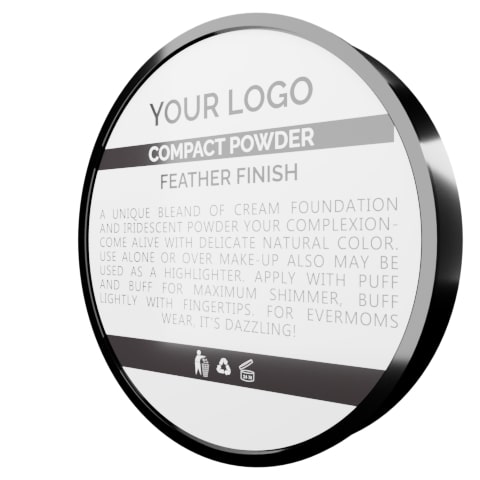 YOUR LOGO
COMPACT POWDER
FEATHER FINISH
A UNIQUE BLEAND OF CREAM FOUNDATION
AND IRIDESCENT POWDER YOUR COMPLEXION-
COME ALIVE WITH DELICATE NATURAL COLOR.
USE ALONE OR OVER MAKE-UP ALSO MAY BE
USED AS A HIGHLIGHTER. APPLY WITH PUFF
AND BUFF FOR MAXIMUM SHIMMER, BUFF
LIGHTLY WITH FINGERTIPS. FOR EVERMOMS
WEAR. IT'S DAZZLING!